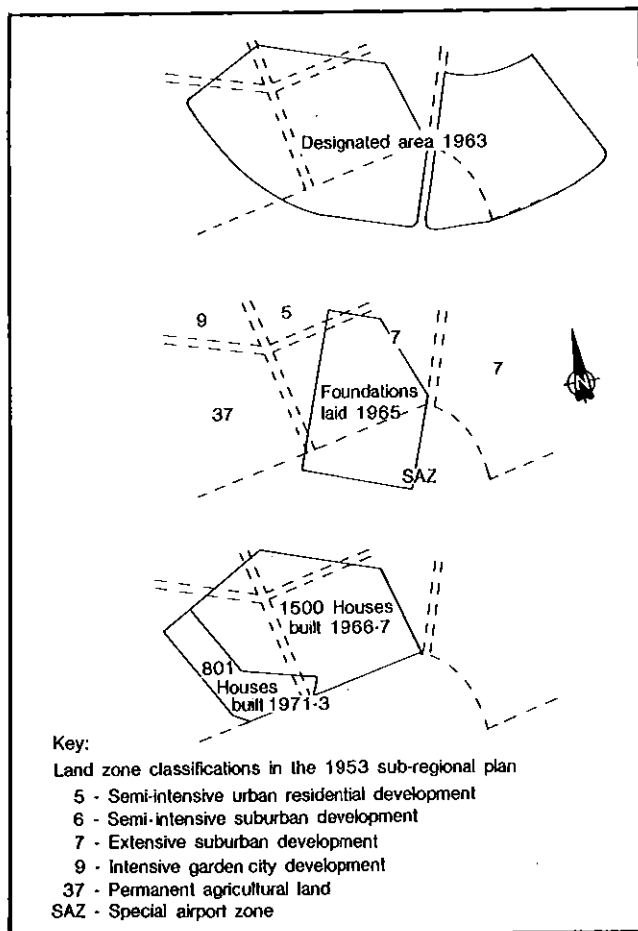 Designated area 1963
9
5
7
7
Foundations
laid 1965
37
SAZ
N
1500 Houses
built 1966-7
801
Houses
built 1971-3
Key:
Land zone classifications in the 1953 sub-regional plan
5 - Semi-intensive urban residential development
6 - Semi-intensive suburban development
7 - Extensive suburban development
9 - Intensive garden city development
37 - Permanent agricultural land
SAZ - Special airport zone